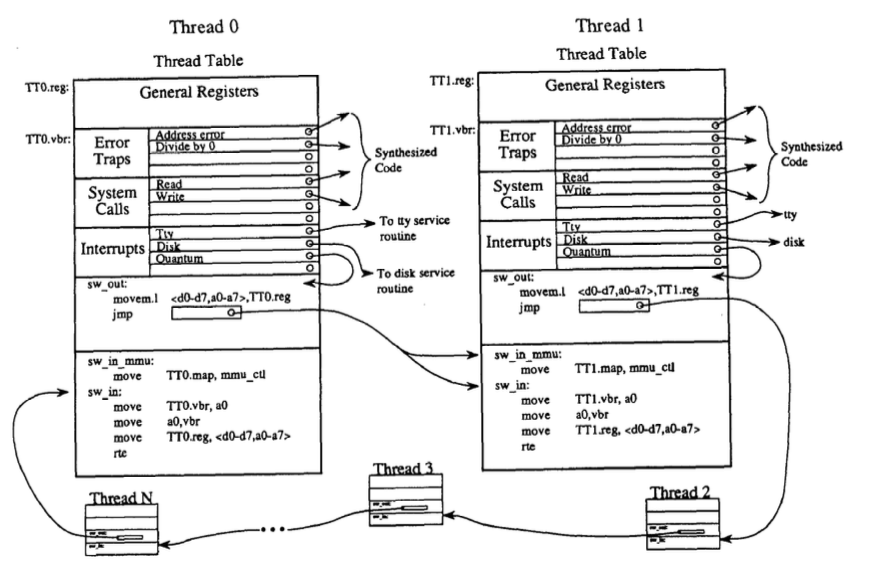 Thread 0
Thread Table
TT0.reg:
General Registers
TT0.vbr:
Error
Traps
Address error
Divide by 0
Synthesized
Code
System
Calls
Read
Write
Interrupts
Tty
Disk
Quantum
To tty service
routine
To disk service
routine
sw_out:
movem.l <d0-d7,a0-a7>,TT0.reg
jmp
sw_in_mmu:
move TT0.map, mmu_ctl
sw_in:
move TT0.vbr, a0
move a0,vbr
move TT0.reg, <d0-d7,a0-a7>
rte
Thread 1
Thread Table
TT1.reg:
General Registers
TT1.vbr:
Error
Traps
Address error
Divide by 0
Synthesized
Code
System
Calls
Read
Write
Interrupts
Tty
Disk
Quantum
tty
disk
sw_out:
movem.l <d0-d7,a0-a7>,TT1.reg
jmp
sw_in_mmu:
move TT1.map, mmu_ctl
sw_in:
move TT1.vbr, a0
move a0,vbr
move TT1.reg, <d0-d7,a0-a7>
rte
Thread N
Thread 3
Thread 2